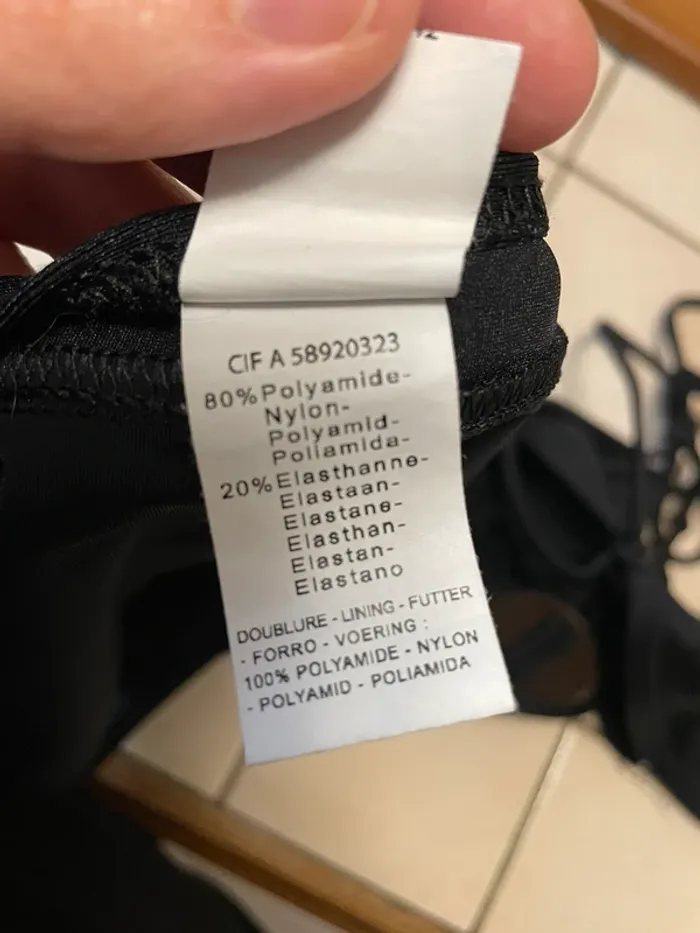 CIF A 58920323
80% Polyamide-
Nylon-
Polyamid-
Poliamida-
20% Elasthanne-
Elastaan-
Elastane-
Elasthan-
Elastan-
Elastano
DOUBLURE - LINING - FUTTER
- FORRO - VOERING :
100% POLYAMIDE - NYLON
- POLYAMID - POLIAMIDA